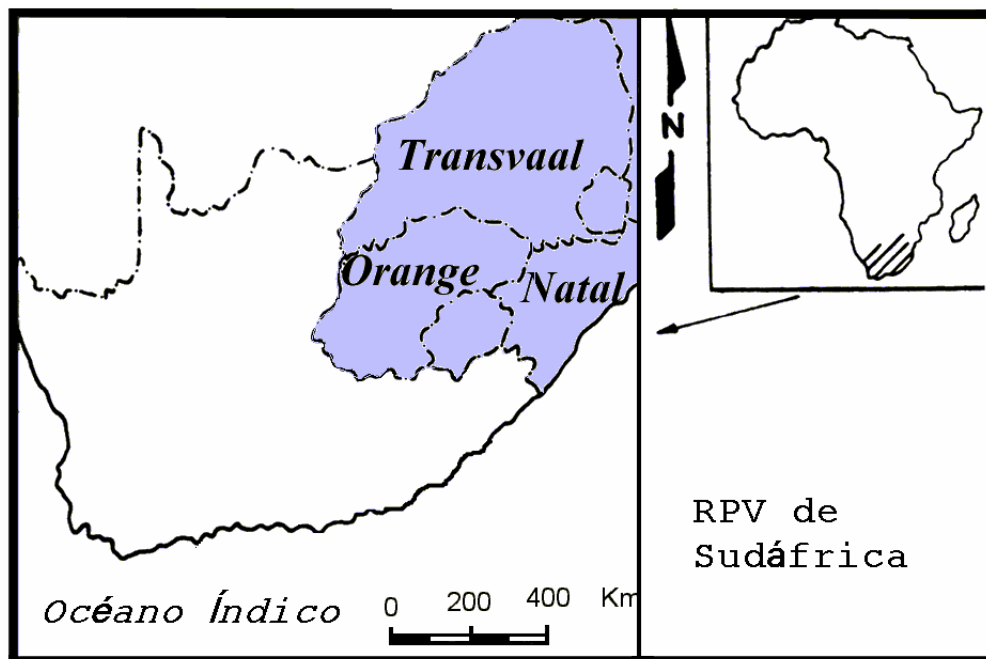 Transvaal
Orange
Natal
Océano Índico
0 200 400 Km
N
RPV de
Sudáfrica